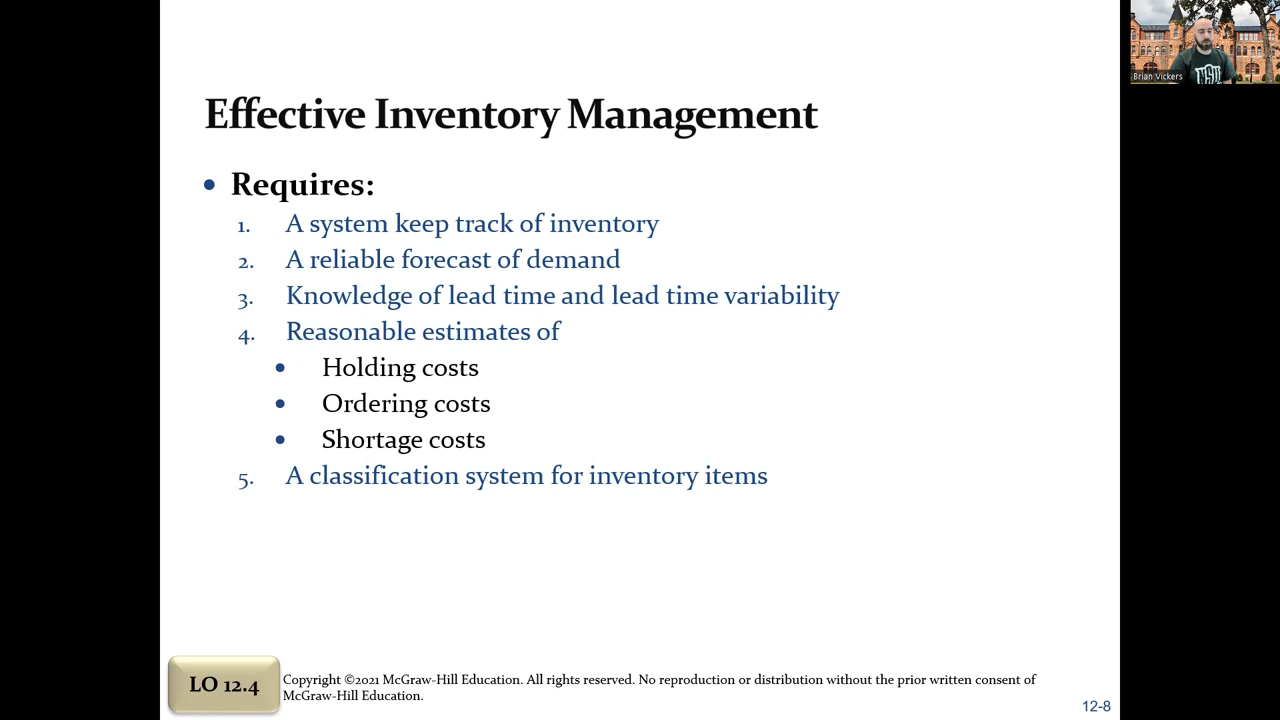 Brian Vickers
NSU
Effective Inventory Management
• Requires:
1. A system keep track of inventory
2. A reliable forecast of demand
3. Knowledge of lead time and lead time variability
4. Reasonable estimates of
• Holding costs
• Ordering costs
• Shortage costs
5. A classification system for inventory items
LO 12.4
Copyright ©2021 McGraw-Hill Education. All rights reserved. No reproduction or distribution without the prior written consent of
McGraw-Hill Education.
12-8